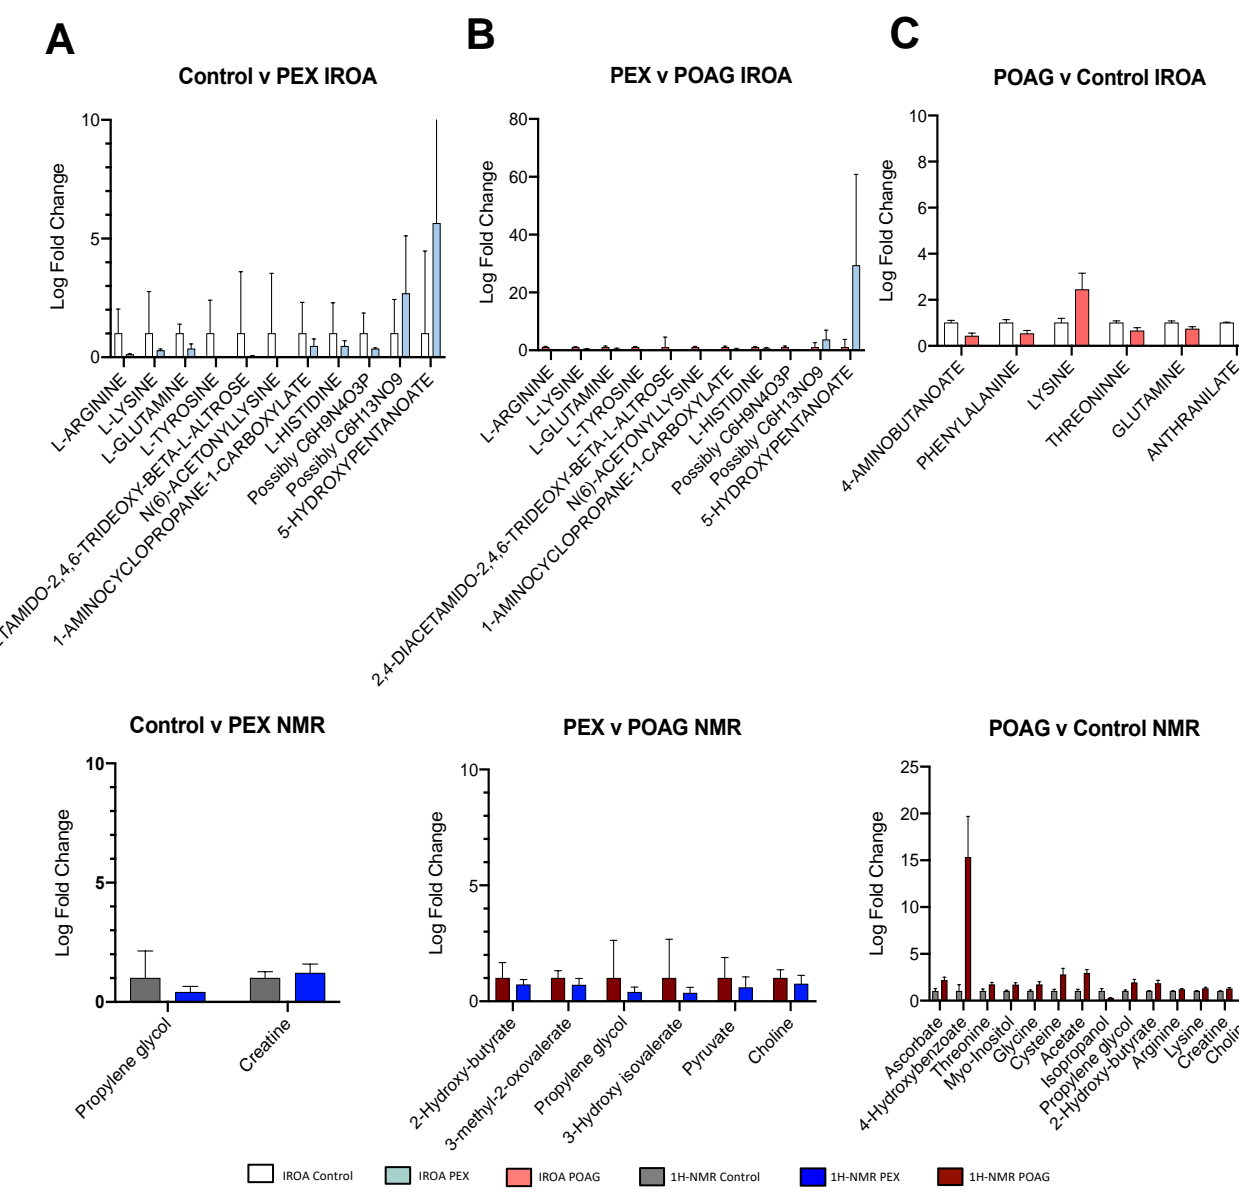 A
B
C
Control v PEX IROA
PEX v POAG IROA
POAG v Control IROA
Log Fold Change
10
5
0
L-ARGININE
L-LYSINE
L-GLUTAMINE
L-TYROSINE
ETAMIDO-2,4,6-TRIDEOXY-BETA-L-ALTROSE
N(6)-ACETONYLLYSINE
1-AMINOCYCLOPROPANE-1-CARBOXYLATE
L-HISTIDINE
Possibly C6H9N4O3P
Possibly C6H13NO9
5-HYDROXYPENTANOATE
Log Fold Change
80
60
40
20
0
L-ARGININE
L-LYSINE
L-GLUTAMINE
L-TYROSINE
2,4-DIACETAMIDO-2,4,6-TRIDEOXY-BETA-L-ALTROSE
N(6)-ACETONYLLYSINE
1-AMINOCYCLOPROPANE-1-CARBOXYLATE
L-HISTIDINE
Possibly C6H9N4O3P
Possibly C6H13NO9
5-HYDROXYPENTANOATE
Log Fold Change
10
8
6
4
2
0
4-AMINOBUTANOATE
PHENYLALANINE
LYSINE
THREONINNE
GLUTAMINE
ANTHRANILATE
Control v PEX NMR
PEX v POAG NMR
POAG v Control NMR
Log Fold Change
10
5
0
Propylene glycol
Creatine
Log Fold Change
10
5
0
2-Hydroxy-butyrate
3-methyl-2-oxovalerate
Propylene glycol
3-Hydroxy isovalerate
Pyruvate
Choline
Log Fold Change
25
20
15
10
5
0
Ascorbate
4-Hydroxybenzoate
Threonine
Myo-Inositol
Glycine
Cysteine
Acetate
Isopropanol
Propylene glycol
2-Hydroxy-butyrate
Arginine
Lysine
Creatine
Cholin
IROA Control
IROA PEX
IROA POAG
1H-NMR Control
1H-NMR PEX
1H-NMR POAG